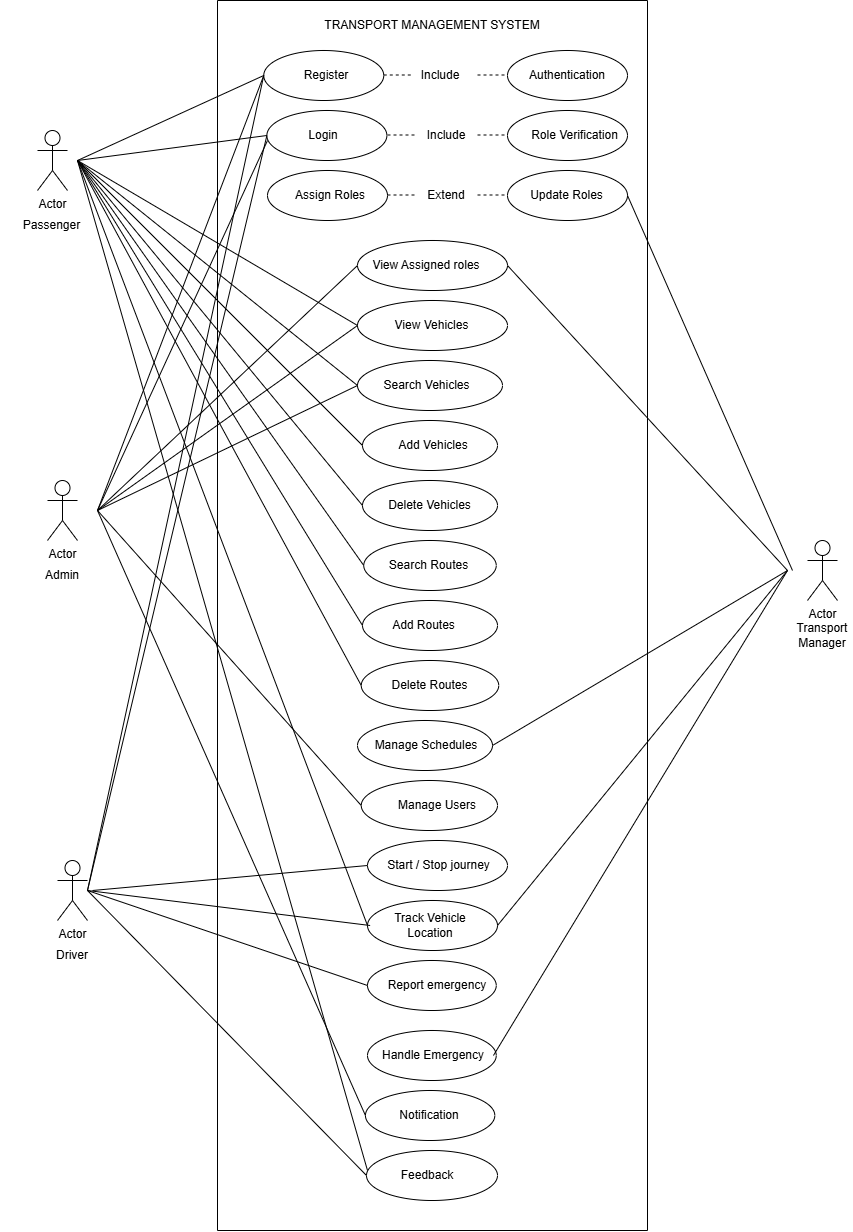 TRANSPORT MANAGEMENT SYSTEM
Register
Include
Authentication
Login
Include
Role Verification
Assign Roles
Extend
Update Roles
Actor
Passenger
View Assigned roles
View Vehicles
Search Vehicles
Add Vehicles
Delete Vehicles
Actor
Admin
Search Routes
Add Routes
Actor
Transport
Manager
Delete Routes
Manage Schedules
Manage Users
Start / Stop journey
Track Vehicle
Location
Actor
Driver
Report emergency
Handle Emergency
Notification
Feedback